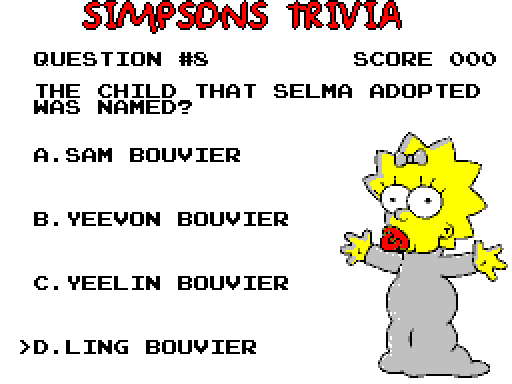 SIMPSONS TRIVIA
QUESTION #8 SCORE 000
THE CHILD THAT SELMA ADOPTED
WAS NAMED?
A.SAM BOUVIER
B.YEEVON BOUVIER
C.YEELIN BOUVIER
>D.LING BOUVIER